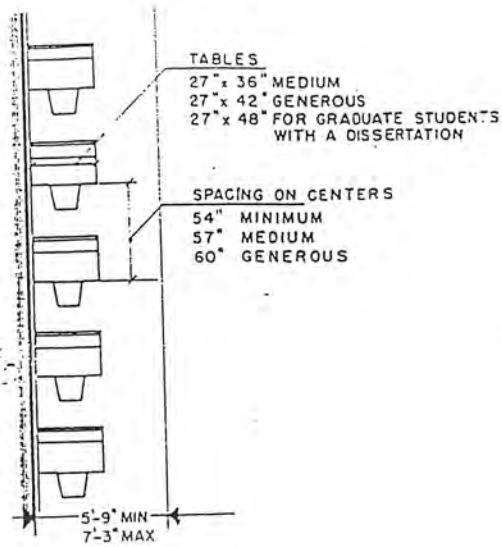 TABLES
27" x 36" MEDIUM
27" x 42" GENEROUS
27" x 48" FOR GRADUATE STUDENTS
WITH A DISSERTATION
SPACING ON CENTERS
54" MINIMUM
57" MEDIUM
60" GENEROUS
5'-9" MIN
7'-3" MAX